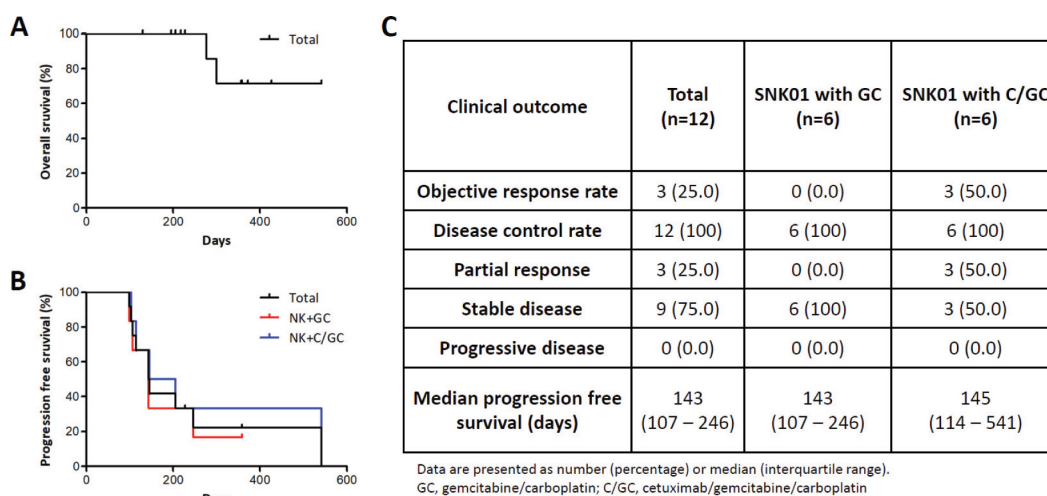 A
Overall sruvival (%)
100
80
60
40
20
0
0 200 400 600
Days
Total
B
Progression free sruvival (%)
100
80
60
40
20
0
0 200 400 600
Total
NK+GC
NK+C/GC
C
Clinical outcome
Total
(n=12)
SNK01 with GC
(n=6)
SNK01 with C/GC
(n=6)
Objective response rate 3 (25.0) 0 (0.0) 3 (50.0)
Disease control rate 12 (100) 6 (100) 6 (100)
Partial response 3 (25.0) 0 (0.0) 3 (50.0)
Stable disease 9 (75.0) 6 (100) 3 (50.0)
Progressive disease 0 (0.0) 0 (0.0) 0 (0.0)
Median progression free
survival (days)
143
(107 – 246)
143
(107 – 246)
145
(114 – 541)
Data are presented as number (percentage) or median (interquartile range).
GC, gemcitabine/carboplatin; C/GC, cetuximab/gemcitabine/carboplatin